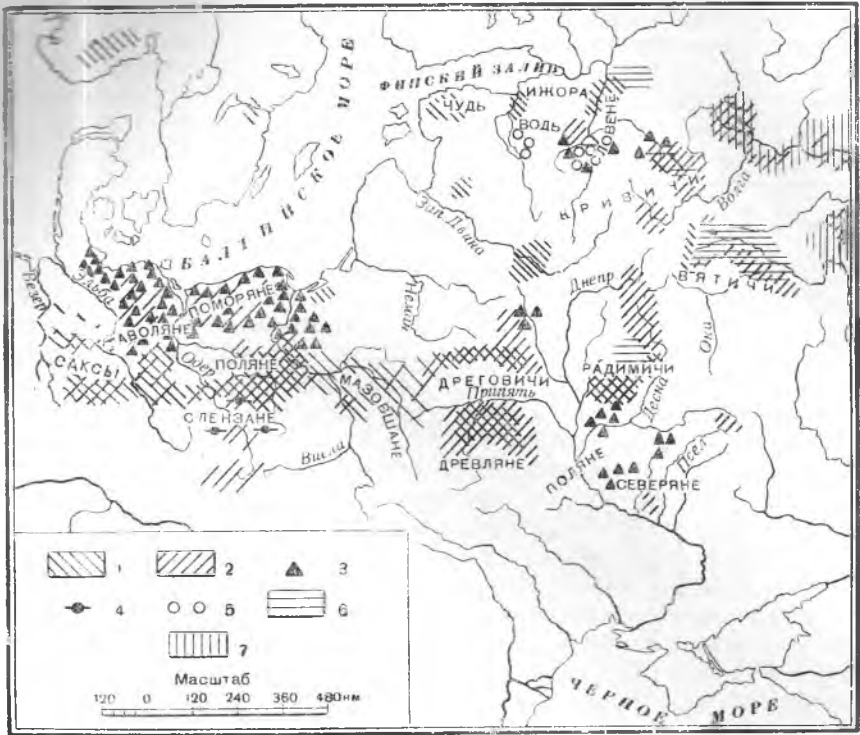 ФИНСКИЙ ЗАЛИВ
БАЛТИЙСКОЕ МОРЕ
ЧУДЬ
ИЖОРА
ВОДЬ
СЛОВЕНЕ
КРИВИЧИ
Волга
Зап. Двина
ВЯТИЧИ
Днепр
Ока
Неман
Везер
Эльба
ПОМОРЯНЕ
САКСЫ
Одер
ПОЛЯНЕ
МАЗОВШАНЕ
ДРЕГОВИЧИ
Припять
РАДИМИЧИ
Десна
СЛЕНЗАНЕ
Висла
ДРЕВЛЯНЕ
ПОЛЯНЕ
СЕВЕРЯНЕ
Псел
1 2 3
4 5 6
7
Масштаб
120 0 120 240 360 480км
ЧЕРНОЕ МОРЕ